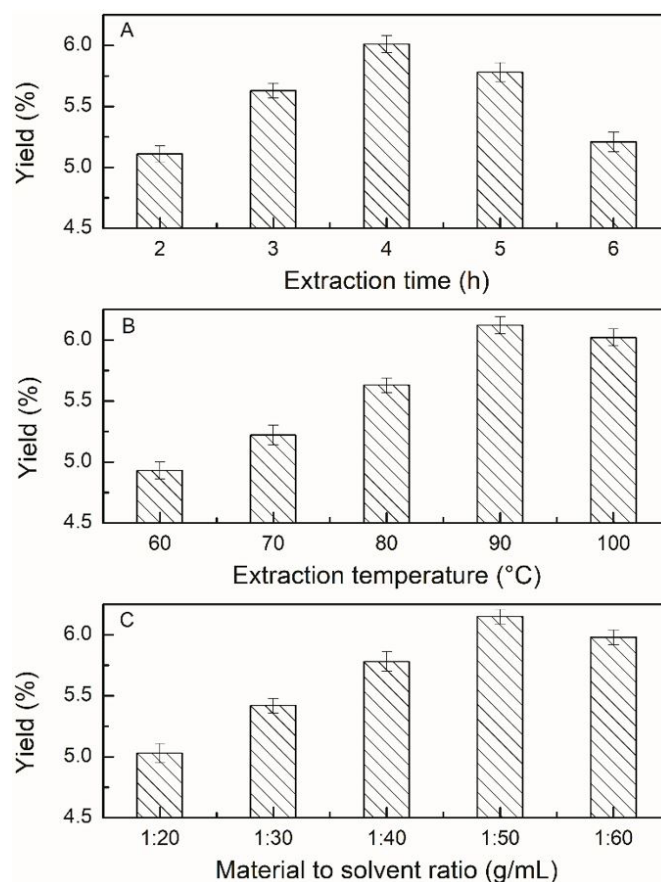 A
Yield (%)
6.0
5.5
5.0
4.5
2 3 4 5 6
Extraction time (h)
B
Yield (%)
6.0
5.5
5.0
4.5
60 70 80 90 100
Extraction temperature (°C)
C
Yield (%)
6.0
5.5
5.0
4.5
1:20 1:30 1:40 1:50 1:60
Material to solvent ratio (g/mL)